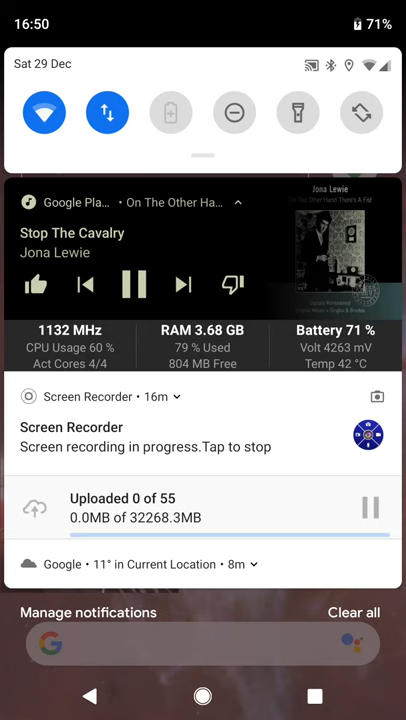 16:50
71%
Sat 29 Dec
Google Pla... • On The Other Ha...
Jona Lewie
On The Other Hand There's A Fist
Stop The Cavalry
Jona Lewie
1132 MHz
CPU Usage 60 %
Act Cores 4/4
RAM 3.68 GB
79 % Used
804 MB Free
Battery 71 %
Volt 4263 mV
Temp 42 °C
Screen Recorder • 16m
Screen Recorder
Screen recording in progress.Tap to stop
Uploaded 0 of 55
0.0MB of 32268.3MB
Google • 11° in Current Location • 8m
Manage notifications
Clear all
G